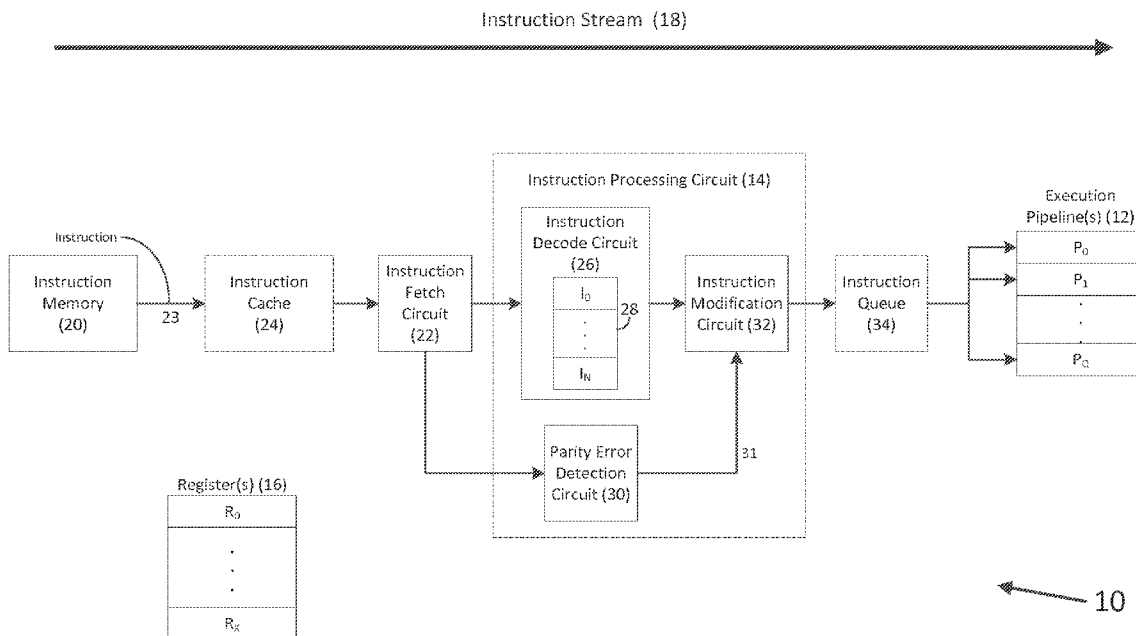 Instruction Stream (18)
Instruction Processing Circuit (14)
Execution
Pipeline(s) (12)
Instruction
Instruction
Memory
(20)
23
Instruction
Cache
(24)
Instruction
Fetch
Circuit
(22)
Instruction
Decode Circuit
(26)
I0
28
IN
Instruction
Modification
Circuit (32)
Instruction
Queue
(34)
P0
P1
PQ
Parity Error
Detection
Circuit (30)
31
Register(s) (16)
R0
RX
10